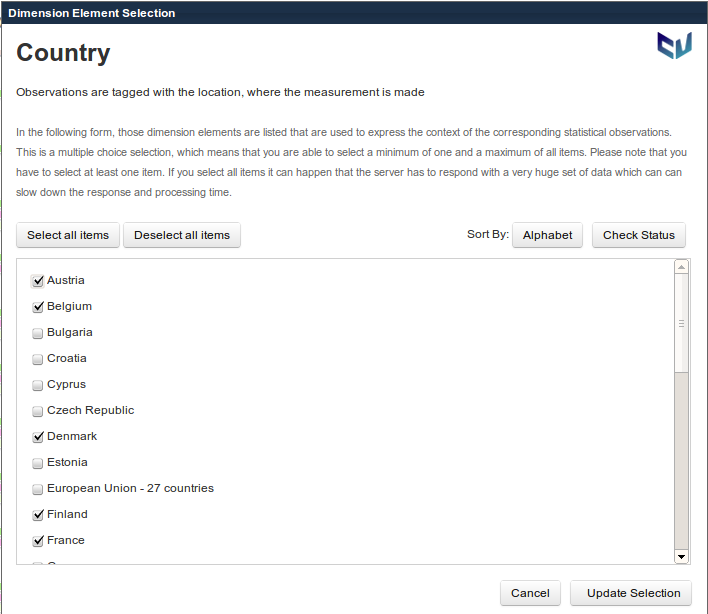 Dimension Element Selection
Country
Observations are tagged with the location, where the measurement is made
In the following form, those dimension elements are listed that are used to express the context of the corresponding statistical observations.
This is a multiple choice selection, which means that you are able to select a minimum of one and a maximum of all items. Please note that you
have to select at least one item. If you select all items it can happen that the server has to respond with a very huge set of data which can can
slow down the response and processing time.
Select all items Deselect all items Sort By: Alphabet Check Status
Austria
Belgium
Bulgaria
Croatia
Cyprus
Czech Republic
Denmark
Estonia
European Union - 27 countries
Finland
France
Cancel Update Selection